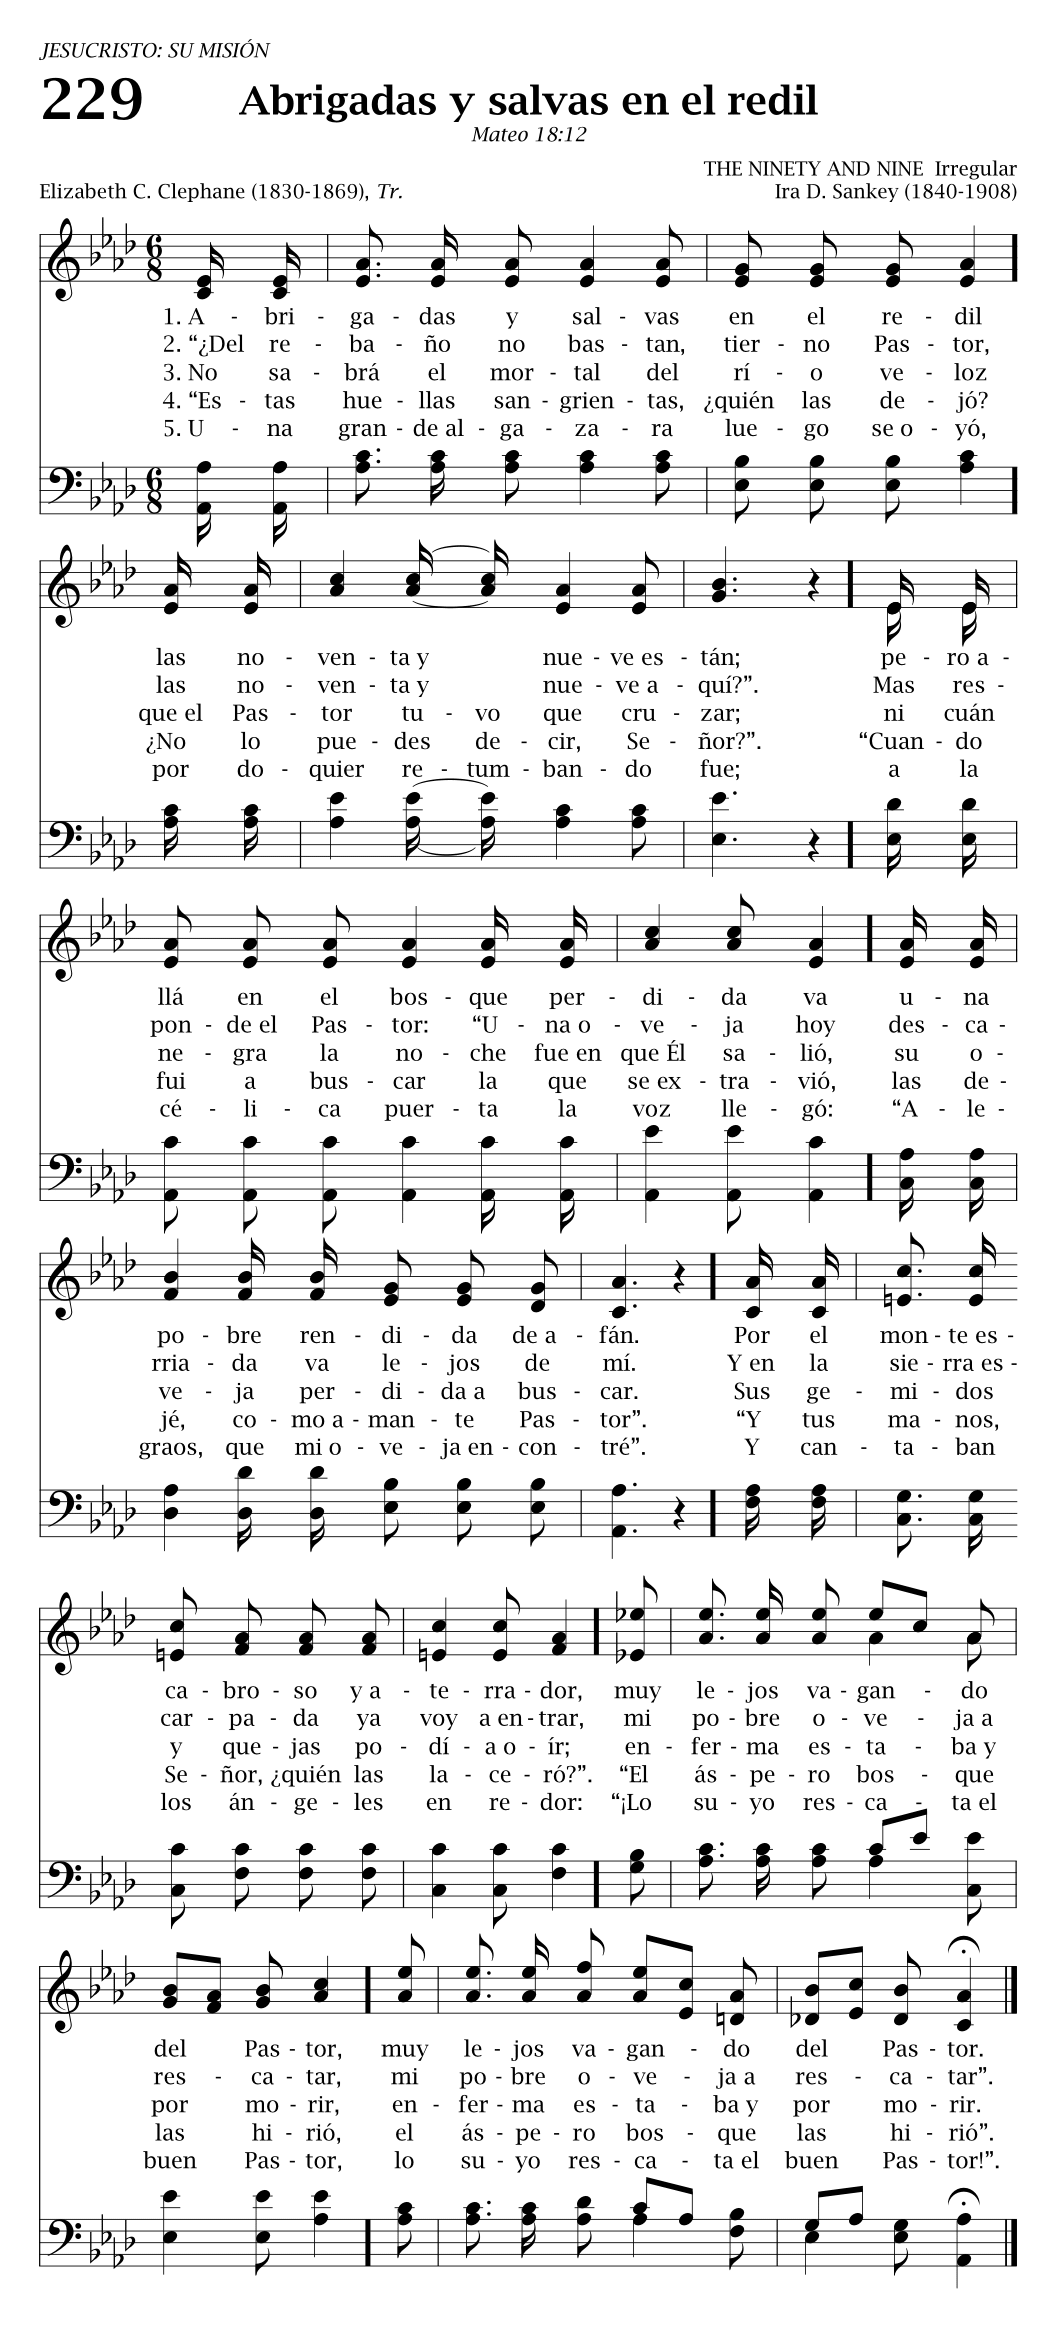 JESUCRISTO: SU MISIÓN
229
Abrigadas y salvas en el redil
Mateo 18:12
THE NINETY AND NINE Irregular
Elizabeth C. Clephane (1830-1869), Tr.
Ira D. Sankey (1840-1908)
1. A - bri - ga - das y sal - vas en el re - dil
2. “¿Del re - ba - ño no bas - tan, tier - no Pas - tor,
3. No sa - brá el mor - tal del rí - o ve - loz
4. “Es - tas hue - llas san - grien - tas, ¿quién las de - jó?
5. U - na gran - de al - ga - za - ra lue - go se o - yó,
las no - ven - ta y nue - ve es - tán; pe - ro a -
las no - ven - ta y nue - ve a - quí?”. Mas res -
que el Pas - tor tu - vo que cru - zar; ni cuán
¿No lo pue - des de - cir, Se - ñor?”. “Cuan - do
por do - quier re - tum - ban - do fue; a la
llá en el bos - que per - di - da va u - na
pon - de el Pas - tor: “U - na o - ve - ja hoy des - ca -
ne - gra la no - che fue en que Él sa - lió, su o -
fui a bus - car la que se ex - tra - vió, las de -
cé - li - ca puer - ta la voz lle - gó: “A - le -
po - bre ren - di - da de a - fán. Por el mon - te es -
rria - da va le - jos de mí. Y en la sie - rra es -
ve - ja per - di - da a bus - car. Sus ge - mi - dos
jé, co - mo a - man - te Pas - tor”. “Y tus ma - nos,
graos, que mi o - ve - ja en - con - tré”. Y can - ta - ban
ca - bro - so y a - te - rra - dor, muy le - jos va - gan - do
car - pa - da ya voy a en - trar, mi po - bre o - ve - ja a
y que - jas po - dí - a o - ír; en - fer - ma es - ta - ba y
Se - ñor, ¿quién las la - ce - ró?”. “El ás - pe - ro bos - que
los án - ge - les en re - dor: “¡Lo su - yo res - ca - ta el
del Pas - tor, muy le - jos va - gan - do del Pas - tor.
res - ca - tar, mi po - bre o - ve - ja a res - ca - tar”.
por mo - rir, en - fer - ma es - ta - ba y por mo - rir.
las hi - rió, el ás - pe - ro bos - que las hi - rió”.
buen Pas - tor, lo su - yo res - ca - ta el buen Pas - tor!”.